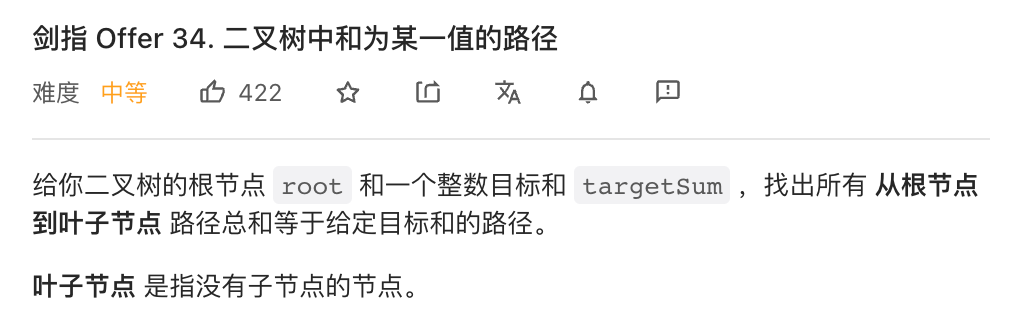 剑指 Offer 34. 二叉树中和为某一值的路径
难度 中等 422
给你二叉树的根节点 root 和一个整数目标和 targetSum ，找出所有 从根节点
到叶子节点 路径总和等于给定目标和的路径。
叶子节点 是指没有子节点的节点。